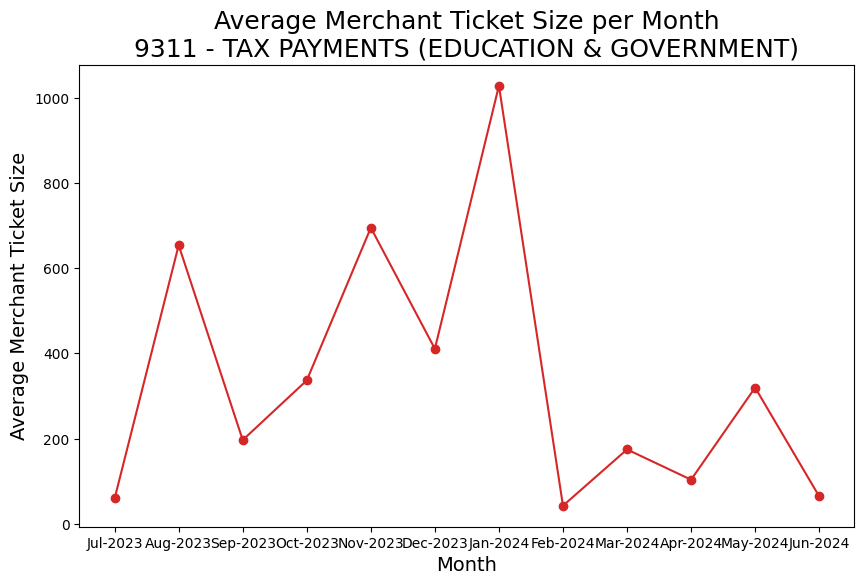 Average Merchant Ticket Size per Month
9311 - TAX PAYMENTS (EDUCATION & GOVERNMENT)
Average Merchant Ticket Size
1000
800
600
400
200
0
Jul-2023 Aug-2023 Sep-2023 Oct-2023 Nov-2023 Dec-2023 Jan-2024 Feb-2024 Mar-2024 Apr-2024 May-2024 Jun-2024
Month